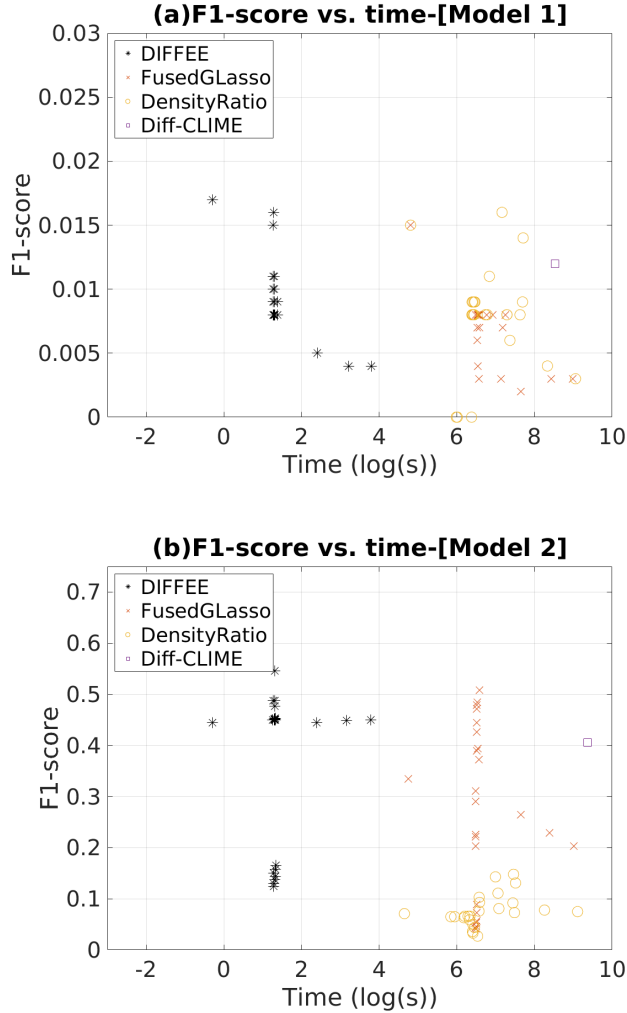 (a)F1-score vs. time-[Model 1]
0.03
0.025
0.02
0.015
0.01
0.005
0
F1-score
DIFFEE
FusedGLasso
DensityRatio
Diff-CLIME
-2 0 2 4 6 8 10
Time (log(s))
(b)F1-score vs. time-[Model 2]
0.7
0.6
0.5
0.4
0.3
0.2
0.1
0
F1-score
DIFFEE
FusedGLasso
DensityRatio
Diff-CLIME
-2 0 2 4 6 8 10
Time (log(s))